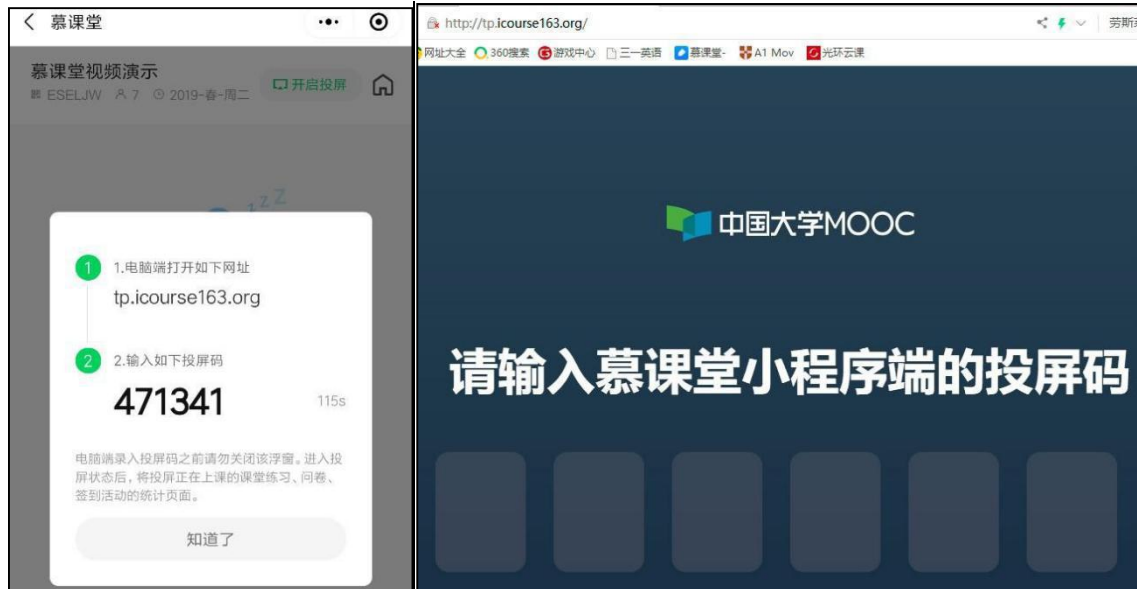 慕课堂
慕课堂视频演示
ESELJW 7 2019-春-周二
开启投屏
zzZ
1
1.电脑端打开如下网址
tp.icourse163.org
2
2.输入如下投屏码
471341
115s
电脑端录入投屏码之前请勿关闭该浮窗。进入投
屏状态后，将投屏正在上课的课堂练习、问卷、
签到活动的统计页面。
知道了
http://tp.icourse163.org/
网址大全 360搜索 游戏中心 三一英语 慕课堂- A1 Mov 光环云课
中国大学MOOC
请输入慕课堂小程序端的投屏码